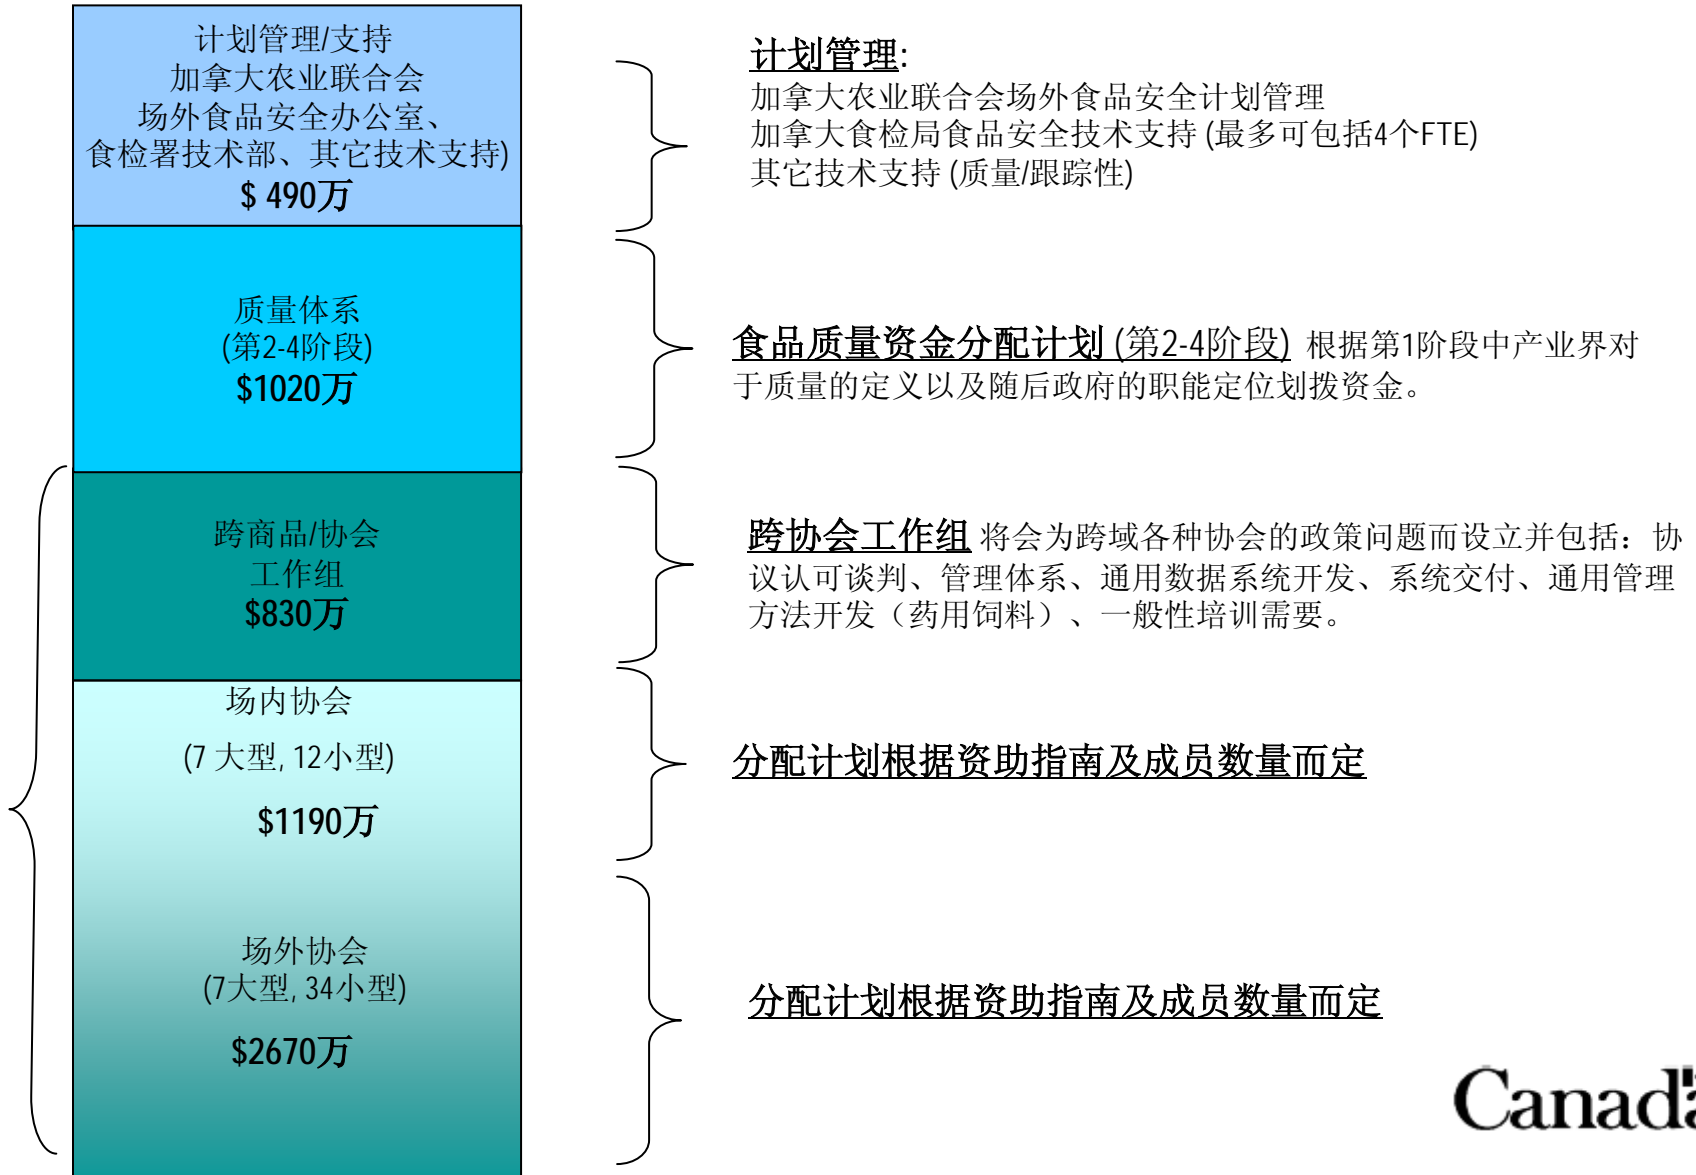 计划管理/支持
加拿大农业联合会
场外食品安全办公室、
食检署技术部、其它技术支持)
$ 490万
计划管理:
加拿大农业联合会场外食品安全计划管理
加拿大食检局食品安全技术支持 (最多可包括4个FTE)
其它技术支持 (质量/跟踪性)
质量体系
(第2-4阶段)
$1020万
食品质量资金分配计划 (第2-4阶段) 根据第1阶段中产业界对
于质量的定义以及随后政府的职能定位划拨资金。
跨商品/协会
工作组
$830万
跨协会工作组 将会为跨域各种协会的政策问题而设立并包括：协
议认可谈判、管理体系、通用数据系统开发、系统交付、通用管理
方法开发（药用饲料）、一般性培训需要。
场内协会
(7 大型, 12小型)
$1190万
分配计划根据资助指南及成员数量而定
场外协会
(7大型, 34小型)
$2670万
分配计划根据资助指南及成员数量而定
Canada